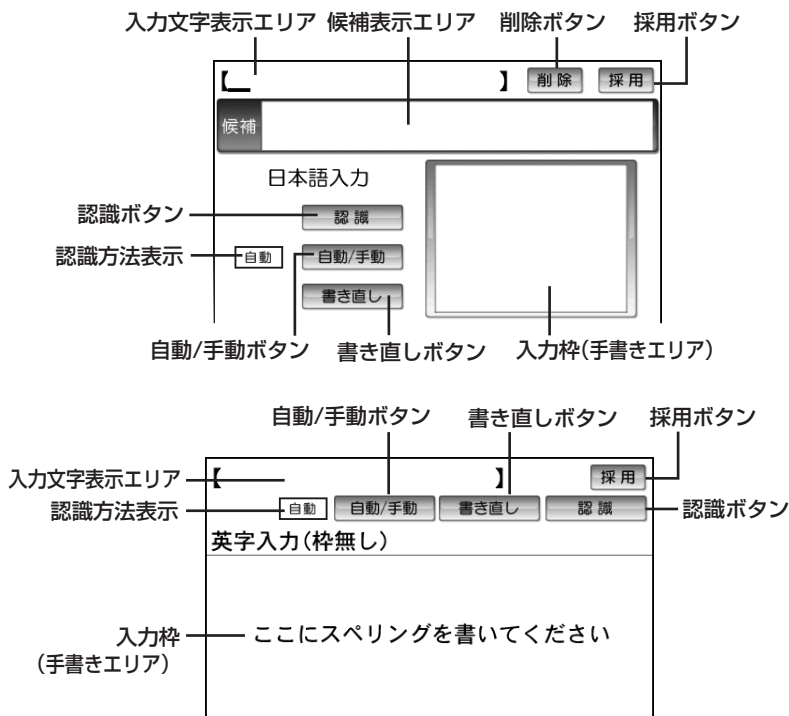 入力文字表示エリア 候補表示エリア 削除ボタン 採用ボタン
【＿ 】 削除 採用
候補
日本語入力
認識ボタン 認識
認識方法表示 自動 自動/手動
書き直し
自動/手動ボタン 書き直しボタン 入力枠(手書きエリア)
自動/手動ボタン 書き直しボタン 採用ボタン
入力文字表示エリア 【 】 採用
認識方法表示 自動 自動/手動 書き直し 認識 認識ボタン
英字入力(枠無し)
入力枠 ここにスペリングを書いてください
(手書きエリア)